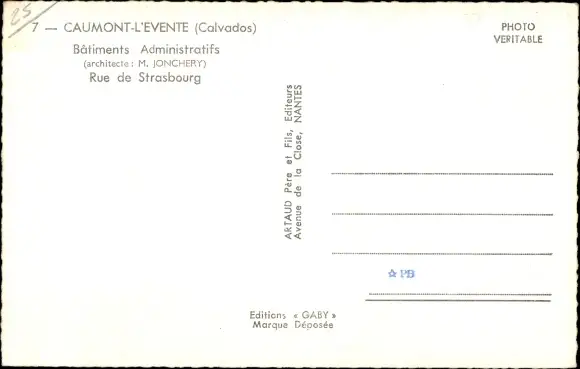 25
7 — CAUMONT-L'EVENTE (Calvados)
Bâtiments Administratifs
(architecte : M. JONCHERY)
Rue de Strasbourg
PHOTO
VERITABLE
ARTAUD Père et Fils, Editeurs
Avenue de la Close, NANTES
☆ PB
Editions « GABY »
Marque Déposée